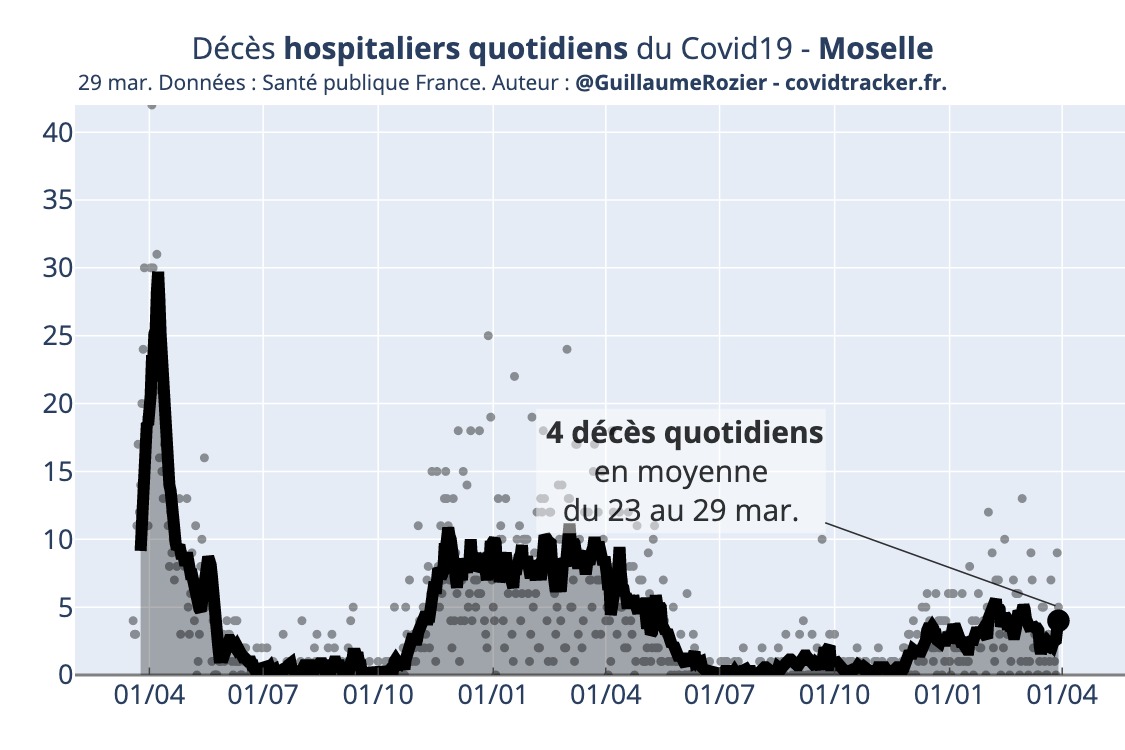 Décès hospitaliers quotidiens du Covid19 - Moselle
29 mar. Données : Santé publique France. Auteur : @GuillaumeRozier - covidtracker.fr.
40
35
30
25
20
15
10
5
0
4 décès quotidiens
en moyenne
du 23 au 29 mar.
01/04 01/07 01/10 01/01 01/04 01/07 01/10 01/01 01/04